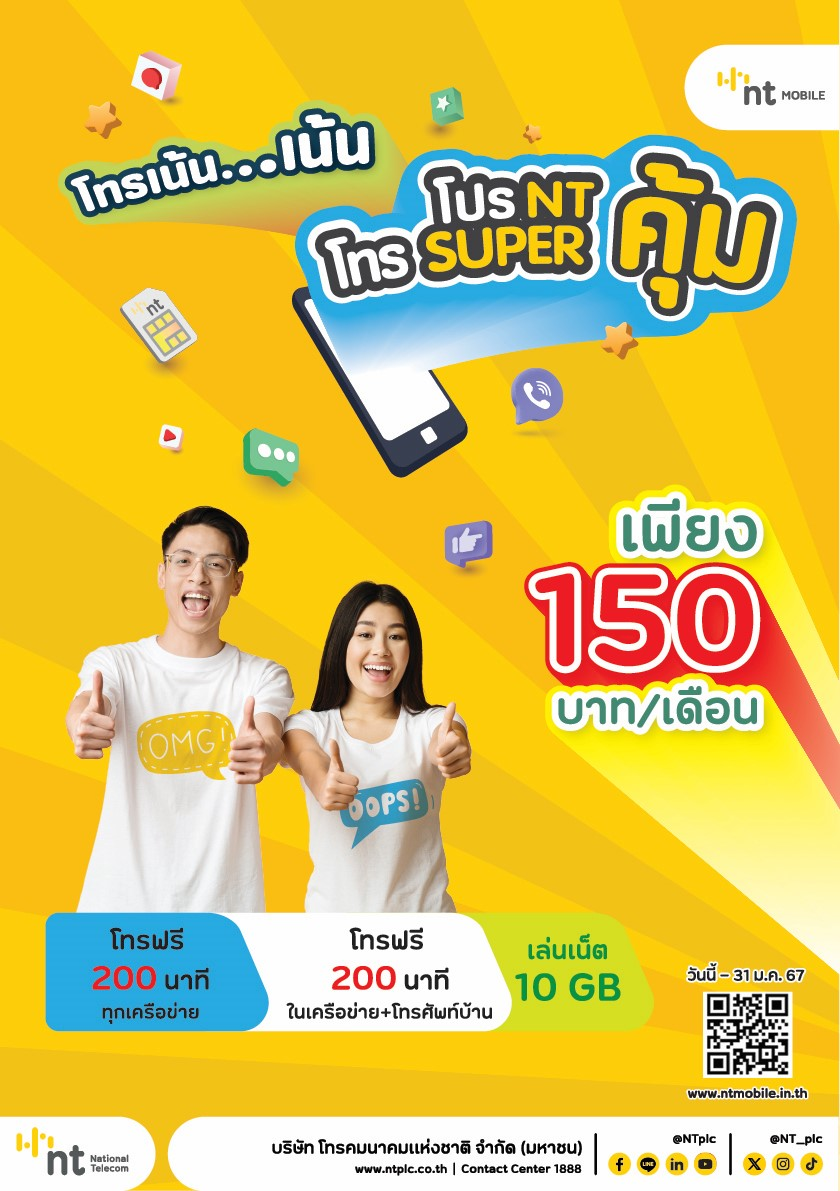 nt MOBILE
โทรเน้น...เน้น
โปร NT
โทร SUPER คุ้ม
nt
เพียง
150
บาท/เดือน
OMG!
OOPS!
โทรฟรี
200 นาที
ทุกเครือข่าย
โทรฟรี
200 นาที
ในเครือข่าย+โทรศัพท์บ้าน
เล่นเน็ต
10 GB
วันนี้ – 31 ม.ค. 67
www.ntmobile.in.th
nt National
Telecom
บริษัท โทรคมนาคมแห่งชาติ จำกัด (มหาชน)
www.ntplc.co.th | Contact Center 1888
@NTplc
LINE
@NT_plc